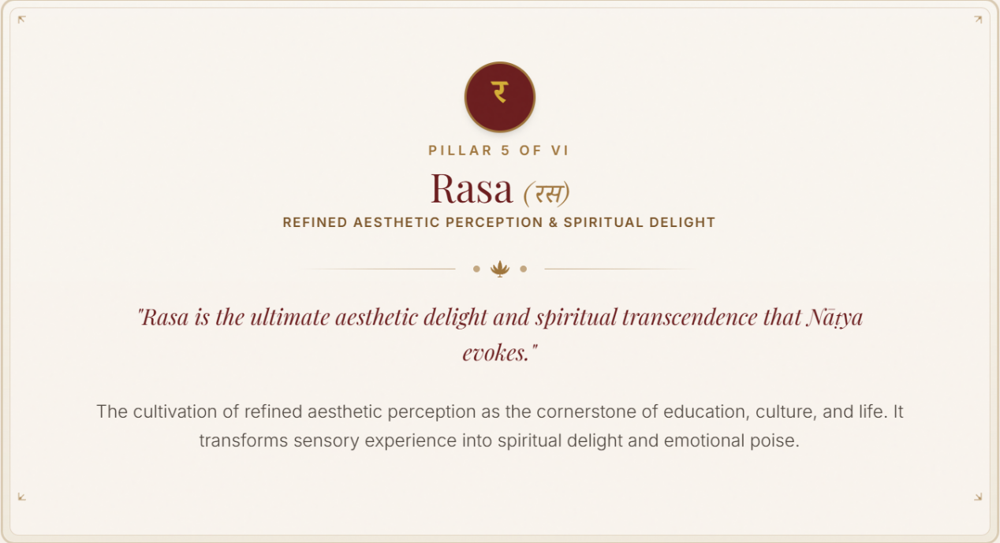 र
PILLAR 5 OF VI
Rasa (रस)
REFINED AESTHETIC PERCEPTION & SPIRITUAL DELIGHT
"Rasa is the ultimate aesthetic delight and spiritual transcendence that Nāṭya
evokes."
The cultivation of refined aesthetic perception as the cornerstone of education, culture, and life. It
transforms sensory experience into spiritual delight and emotional poise.